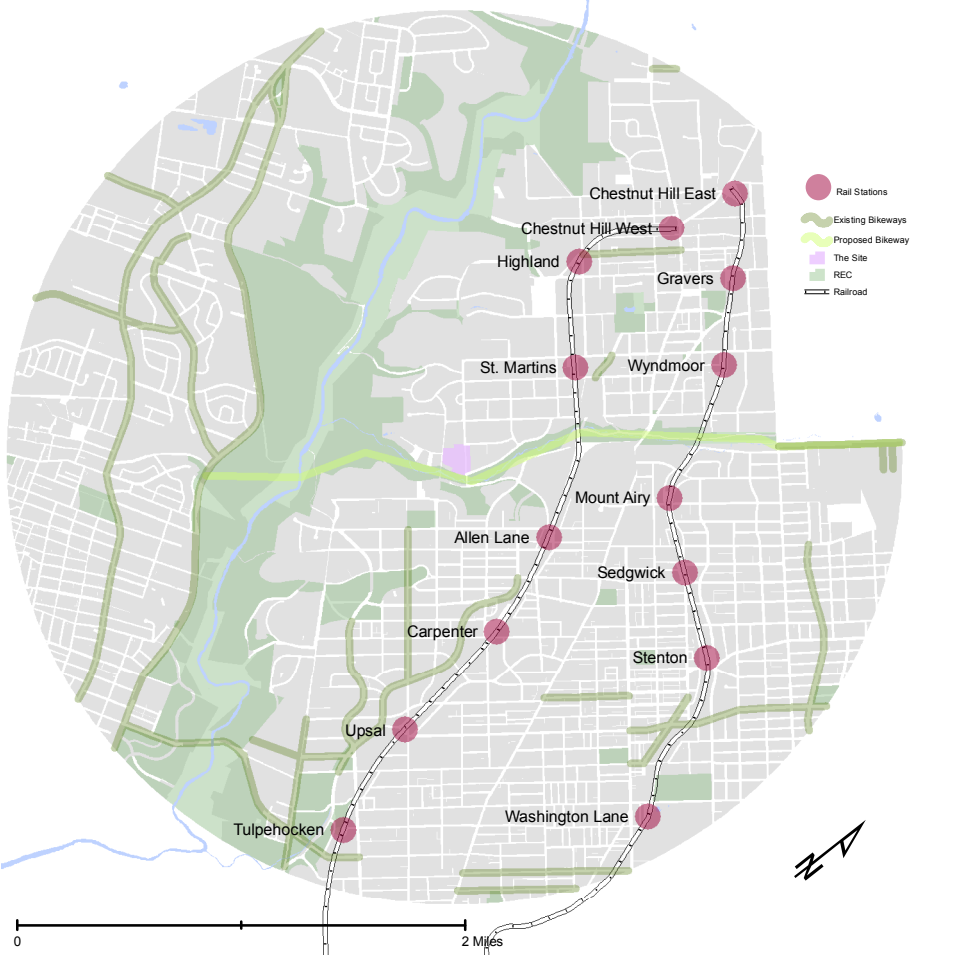 Chestnut Hill East
Rail Stations
Existing Bikeways
Chestnut Hill West
Proposed Bikeway
Highland
The Site
Gravers
REC
Railroad
St. Martins
Wyndmoor
Mount Airy
Allen Lane
Sedgwick
Carpenter
Stenton
Upsal
Washington Lane
Tulpehocken
N
0
2 Miles